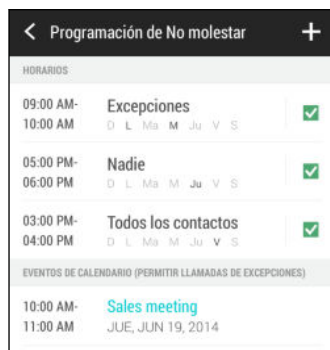 Programación de No molestar
HORARIOS
09:00 AM-
10:00 AM
Excepciones
D L Ma M Ju V S
05:00 PM-
06:00 PM
Nadie
D L Ma M Ju V S
03:00 PM-
04:00 PM
Todos los contactos
D L Ma M Ju V S
EVENTOS DE CALENDARIO (PERMITIR LLAMADAS DE EXCEPCIONES)
10:00 AM-
11:00 AM
Sales meeting
JUE, JUN 19, 2014